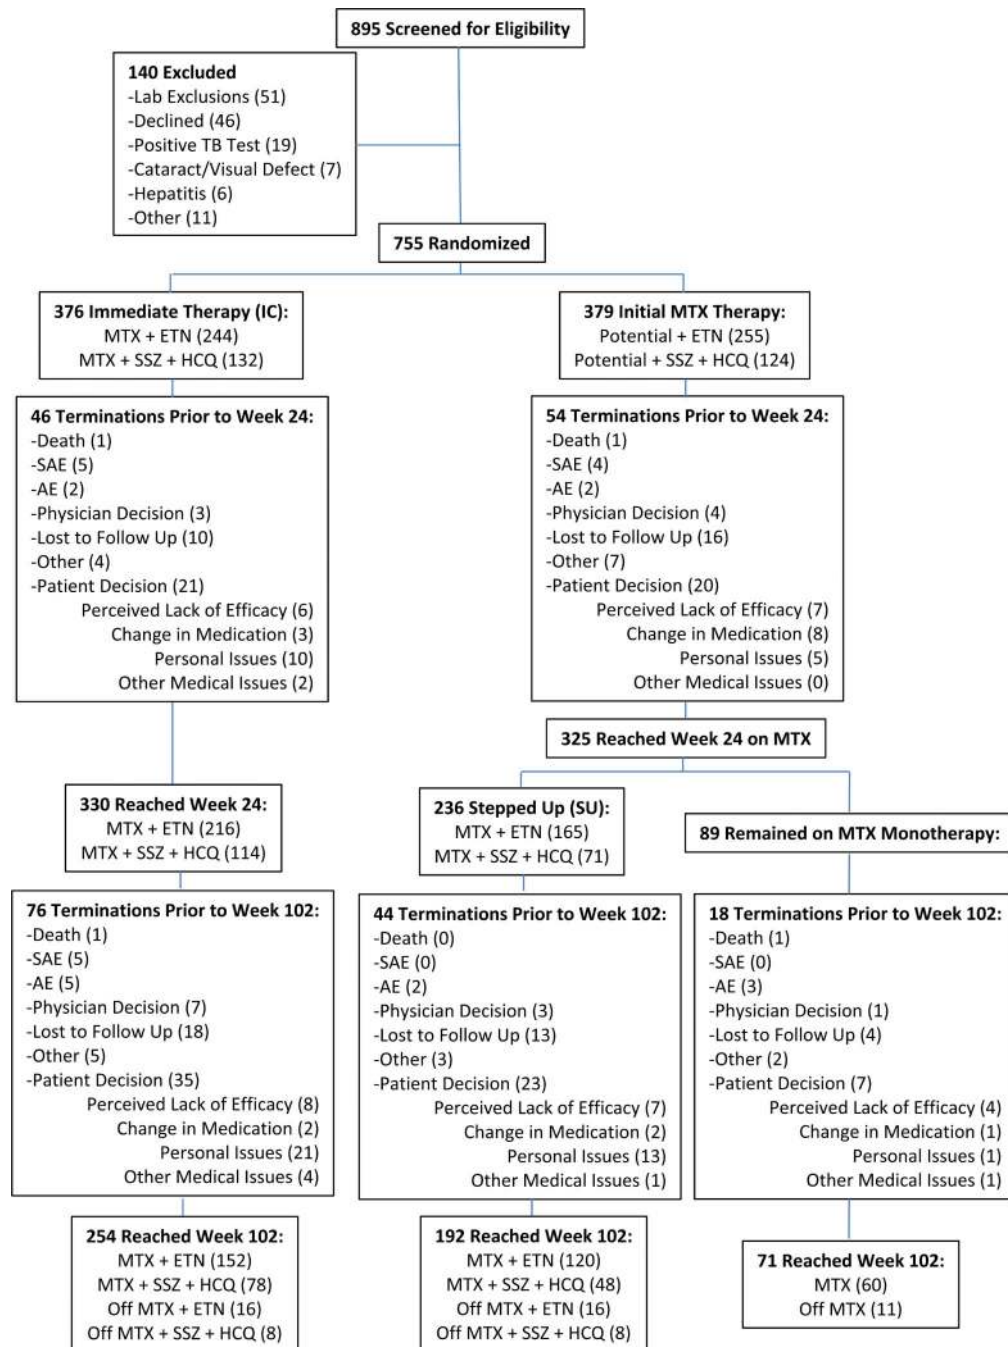 895 Screened for Eligibility
140 Excluded
-Lab Exclusions (51)
-Declined (46)
-Positive TB Test (19)
-Cataract/Visual Defect (7)
-Hepatitis (6)
-Other (11)
755 Randomized
376 Immediate Therapy (IC):
MTX + ETN (244)
MTX + SSZ + HCQ (132)
379 Initial MTX Therapy:
Potential + ETN (255)
Potential + SSZ + HCQ (124)
46 Terminations Prior to Week 24:
-Death (1)
-SAE (5)
-AE (2)
-Physician Decision (3)
-Lost to Follow Up (10)
-Other (4)
-Patient Decision (21)
Perceived Lack of Efficacy (6)
Change in Medication (3)
Personal Issues (10)
Other Medical Issues (2)
54 Terminations Prior to Week 24:
-Death (1)
-SAE (4)
-AE (2)
-Physician Decision (4)
-Lost to Follow Up (16)
-Other (7)
-Patient Decision (20)
Perceived Lack of Efficacy (7)
Change in Medication (8)
Personal Issues (5)
Other Medical Issues (0)
325 Reached Week 24 on MTX
330 Reached Week 24:
MTX + ETN (216)
MTX + SSZ + HCQ (114)
236 Stepped Up (SU):
MTX + ETN (165)
MTX + SSZ + HCQ (71)
89 Remained on MTX Monotherapy:
76 Terminations Prior to Week 102:
-Death (1)
-SAE (5)
-AE (5)
-Physician Decision (7)
-Lost to Follow Up (18)
-Other (5)
-Patient Decision (35)
Perceived Lack of Efficacy (8)
Change in Medication (2)
Personal Issues (21)
Other Medical Issues (4)
44 Terminations Prior to Week 102:
-Death (0)
-SAE (0)
-AE (2)
-Physician Decision (3)
-Lost to Follow Up (13)
-Other (3)
-Patient Decision (23)
Perceived Lack of Efficacy (7)
Change in Medication (2)
Personal Issues (13)
Other Medical Issues (1)
18 Terminations Prior to Week 102:
-Death (1)
-SAE (0)
-AE (3)
-Physician Decision (1)
-Lost to Follow Up (4)
-Other (2)
-Patient Decision (7)
Perceived Lack of Efficacy (4)
Change in Medication (1)
Personal Issues (1)
Other Medical Issues (1)
254 Reached Week 102:
MTX + ETN (152)
MTX + SSZ + HCQ (78)
Off MTX + ETN (16)
Off MTX + SSZ + HCQ (8)
192 Reached Week 102:
MTX + ETN (120)
MTX + SSZ + HCQ (48)
Off MTX + ETN (16)
Off MTX + SSZ + HCQ (8)
71 Reached Week 102:
MTX (60)
Off MTX (11)